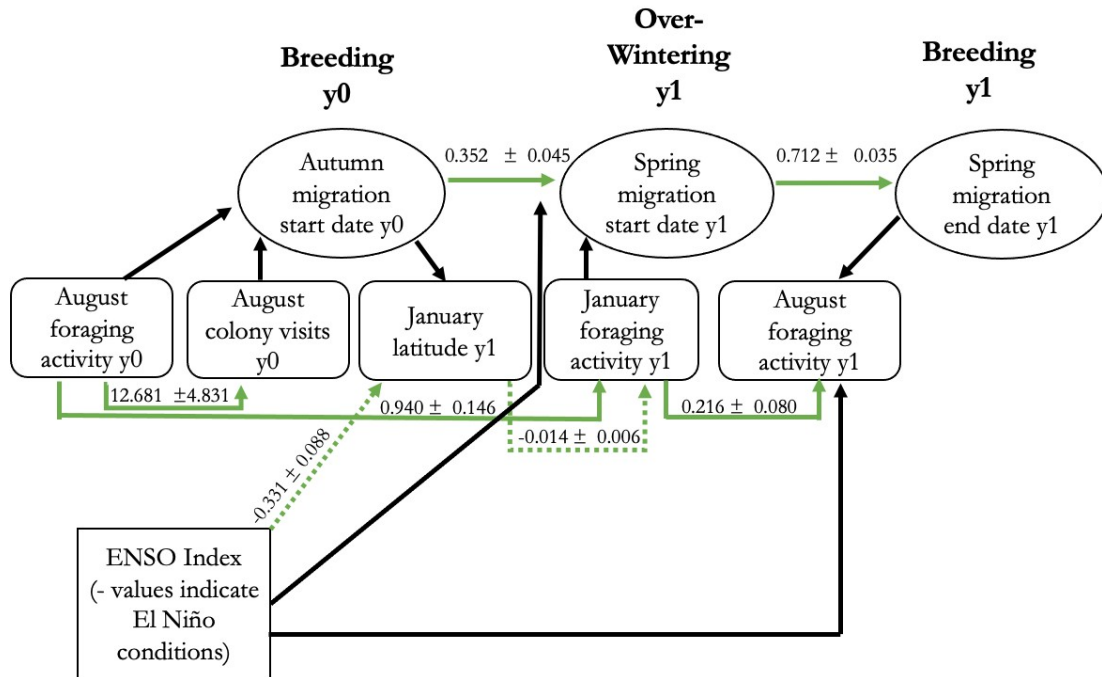 Breeding
y0
Over-
Wintering
y1
Breeding
y1
Autumn
migration
start date y0
0.352 ± 0.045
Spring
migration
start date y1
0.712 ± 0.035
Spring
migration
end date y1
August
foraging
activity y0
August
colony visits
y0
January
latitude y1
January
foraging
activity y1
August
foraging
activity y1
12.681 ±4.831
0.940 ± 0.146
-0.014 ± 0.006
0.216 ± 0.080
-0.331 ± 0.088
ENSO Index
(- values indicate
El Niño
conditions)